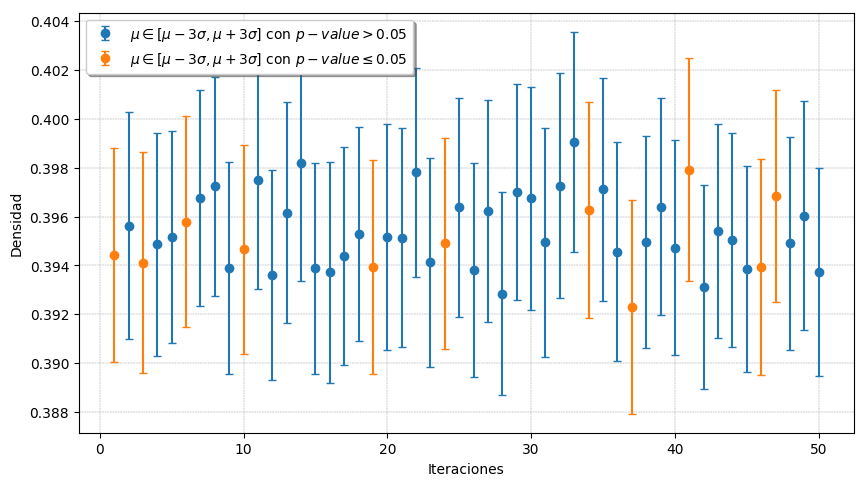 0.404
0.402
0.400
0.398
0.396
0.394
0.392
0.390
0.388
Densidad
μ ∈ [μ − 3σ, μ + 3σ] con p − value > 0.05
μ ∈ [μ − 3σ, μ + 3σ] con p − value ≤ 0.05
0 10 20 30 40 50
Iteraciones